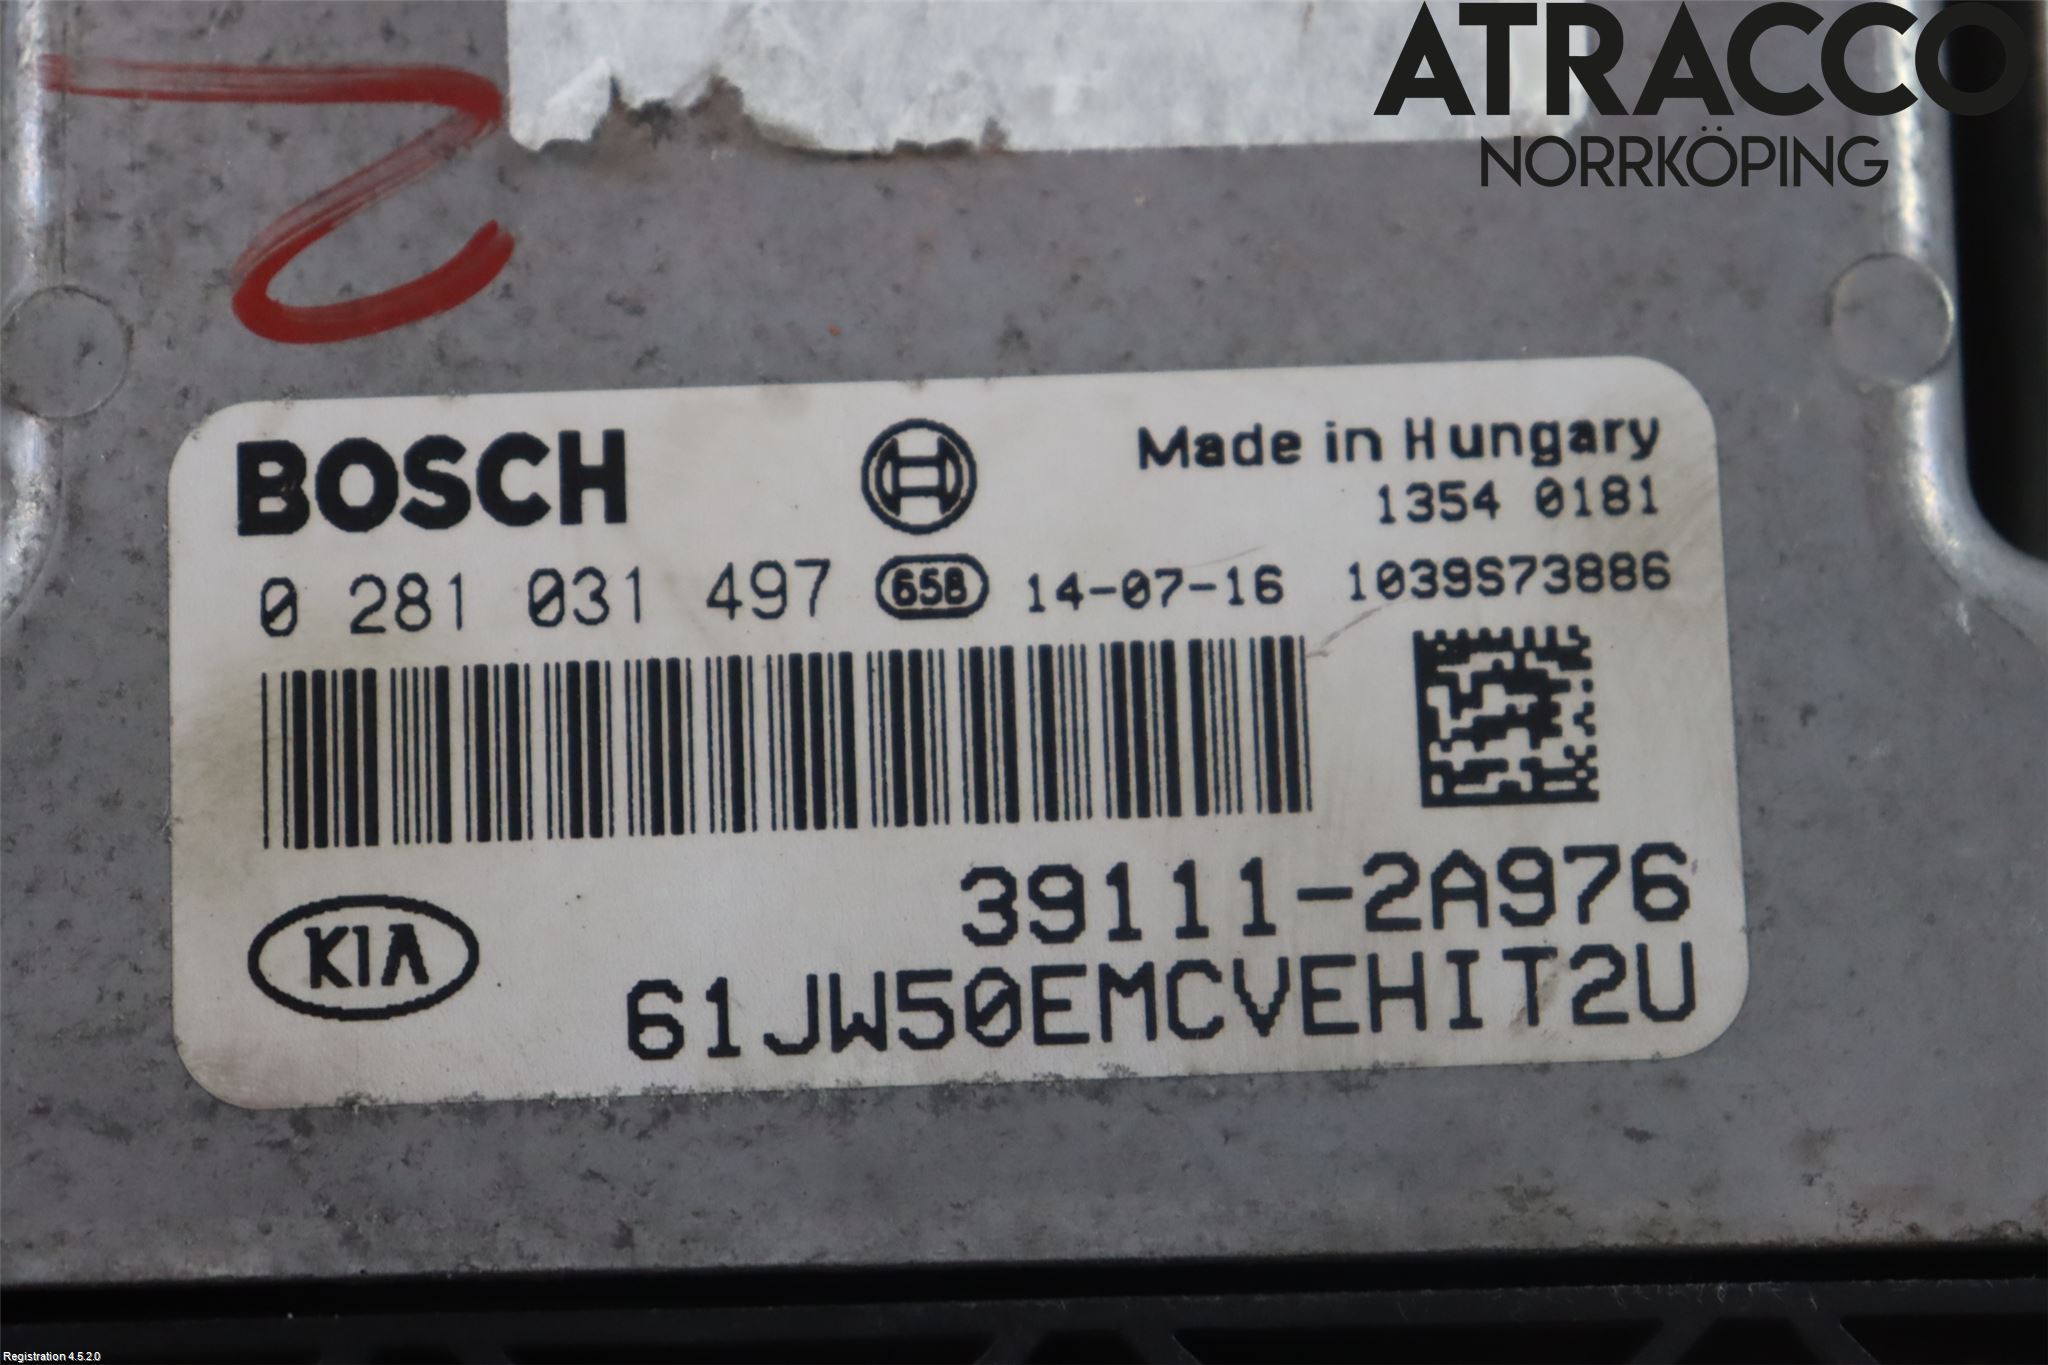 ATRACCO
NORRKÖPING
BOSCH
Made in Hungary
1354 0181
0 281 031 497 658 14-07-16 1039S73886
39111-2A976
KIA
61JW50EMCVEHIT2U
Registration 4.5.2.0